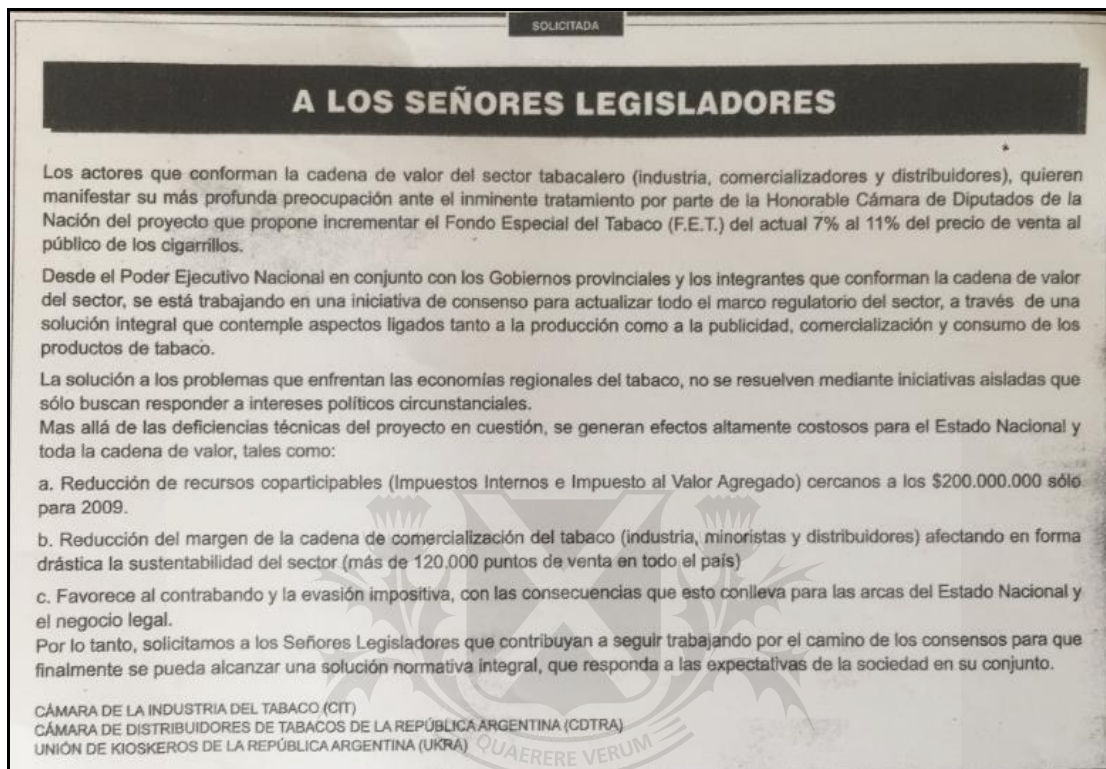 SOLICITADA
A LOS SEÑORES LEGISLADORES
Los actores que conforman la cadena de valor del sector tabacalero (industria, comercializadores y distribuidores), quieren
manifestar su más profunda preocupación ante el inminente tratamiento por parte de la Honorable Cámara de Diputados de la
Nación del proyecto que propone incrementar el Fondo Especial del Tabaco (F.E.T.) del actual 7% al 11% del precio de venta al
público de los cigarrillos.
Desde el Poder Ejecutivo Nacional en conjunto con los Gobiernos provinciales y los integrantes que conforman la cadena de valor
del sector, se está trabajando en una iniciativa de consenso para actualizar todo el marco regulatorio del sector, a través de una
solución integral que contemple aspectos ligados tanto a la producción como a la publicidad, comercialización y consumo de los
productos de tabaco.
La solución a los problemas que enfrentan las economías regionales del tabaco, no se resuelven mediante iniciativas aisladas que
sólo buscan responder a intereses políticos circunstanciales.
Mas allá de las deficiencias técnicas del proyecto en cuestión, se generan efectos altamente costosos para el Estado Nacional y
toda la cadena de valor, tales como:
a. Reducción de recursos coparticipables (Impuestos Internos e Impuesto al Valor Agregado) cercanos a los $200.000.000 sólo
para 2009.
b. Reducción del margen de la cadena de comercialización del tabaco (industria, minoristas y distribuidores) afectando en forma
drástica la sustentabilidad del sector (más de 120.000 puntos de venta en todo el país)
c. Favorece al contrabando y la evasión impositiva, con las consecuencias que esto conlleva para las arcas del Estado Nacional y
el negocio legal.
Por lo tanto, solicitamos a los Señores Legisladores que contribuyan a seguir trabajando por el camino de los consensos para que
finalmente se pueda alcanzar una solución normativa integral, que responda a las expectativas de la sociedad en su conjunto.
CÁMARA DE LA INDUSTRIA DEL TABACO (CIT)
CÁMARA DE DISTRIBUIDORES DE TABACOS DE LA REPÚBLICA ARGENTINA (CDTRA)
UNIÓN DE KIOSKEROS DE LA REPÚBLICA ARGENTINA (UKRA)
QUAERERE VERUM